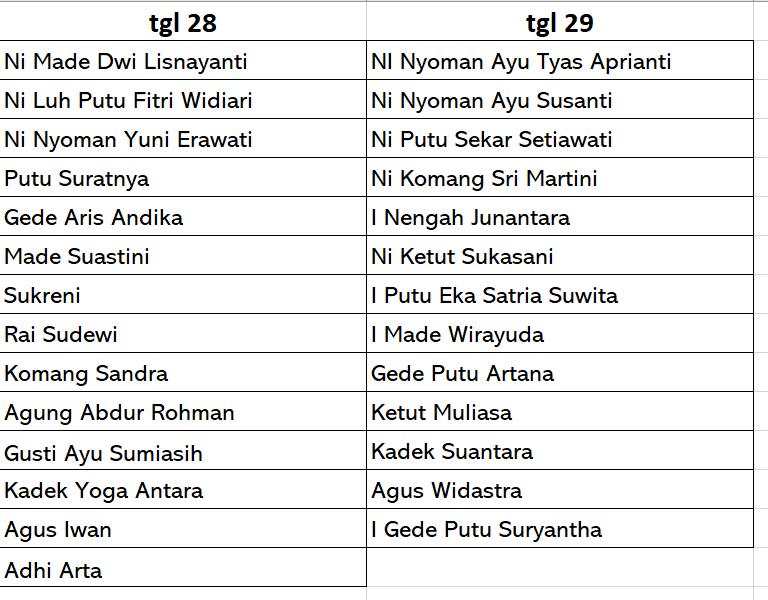 tgl 28 tgl 29
Ni Made Dwi Lisnayanti NI Nyoman Ayu Tyas Aprianti
Ni Luh Putu Fitri Widiari Ni Nyoman Ayu Susanti
Ni Nyoman Yuni Erawati Ni Putu Sekar Setiawati
Putu Suratnya Ni Komang Sri Martini
Gede Aris Andika I Nengah Junantara
Made Suastini Ni Ketut Sukasani
Sukreni I Putu Eka Satria Suwita
Rai Sudewi I Made Wirayuda
Komang Sandra Gede Putu Artana
Agung Abdur Rohman Ketut Muliasa
Gusti Ayu Sumiasih Kadek Suantara
Kadek Yoga Antara Agus Widastra
Agus Iwan I Gede Putu Suryantha
Adhi Arta